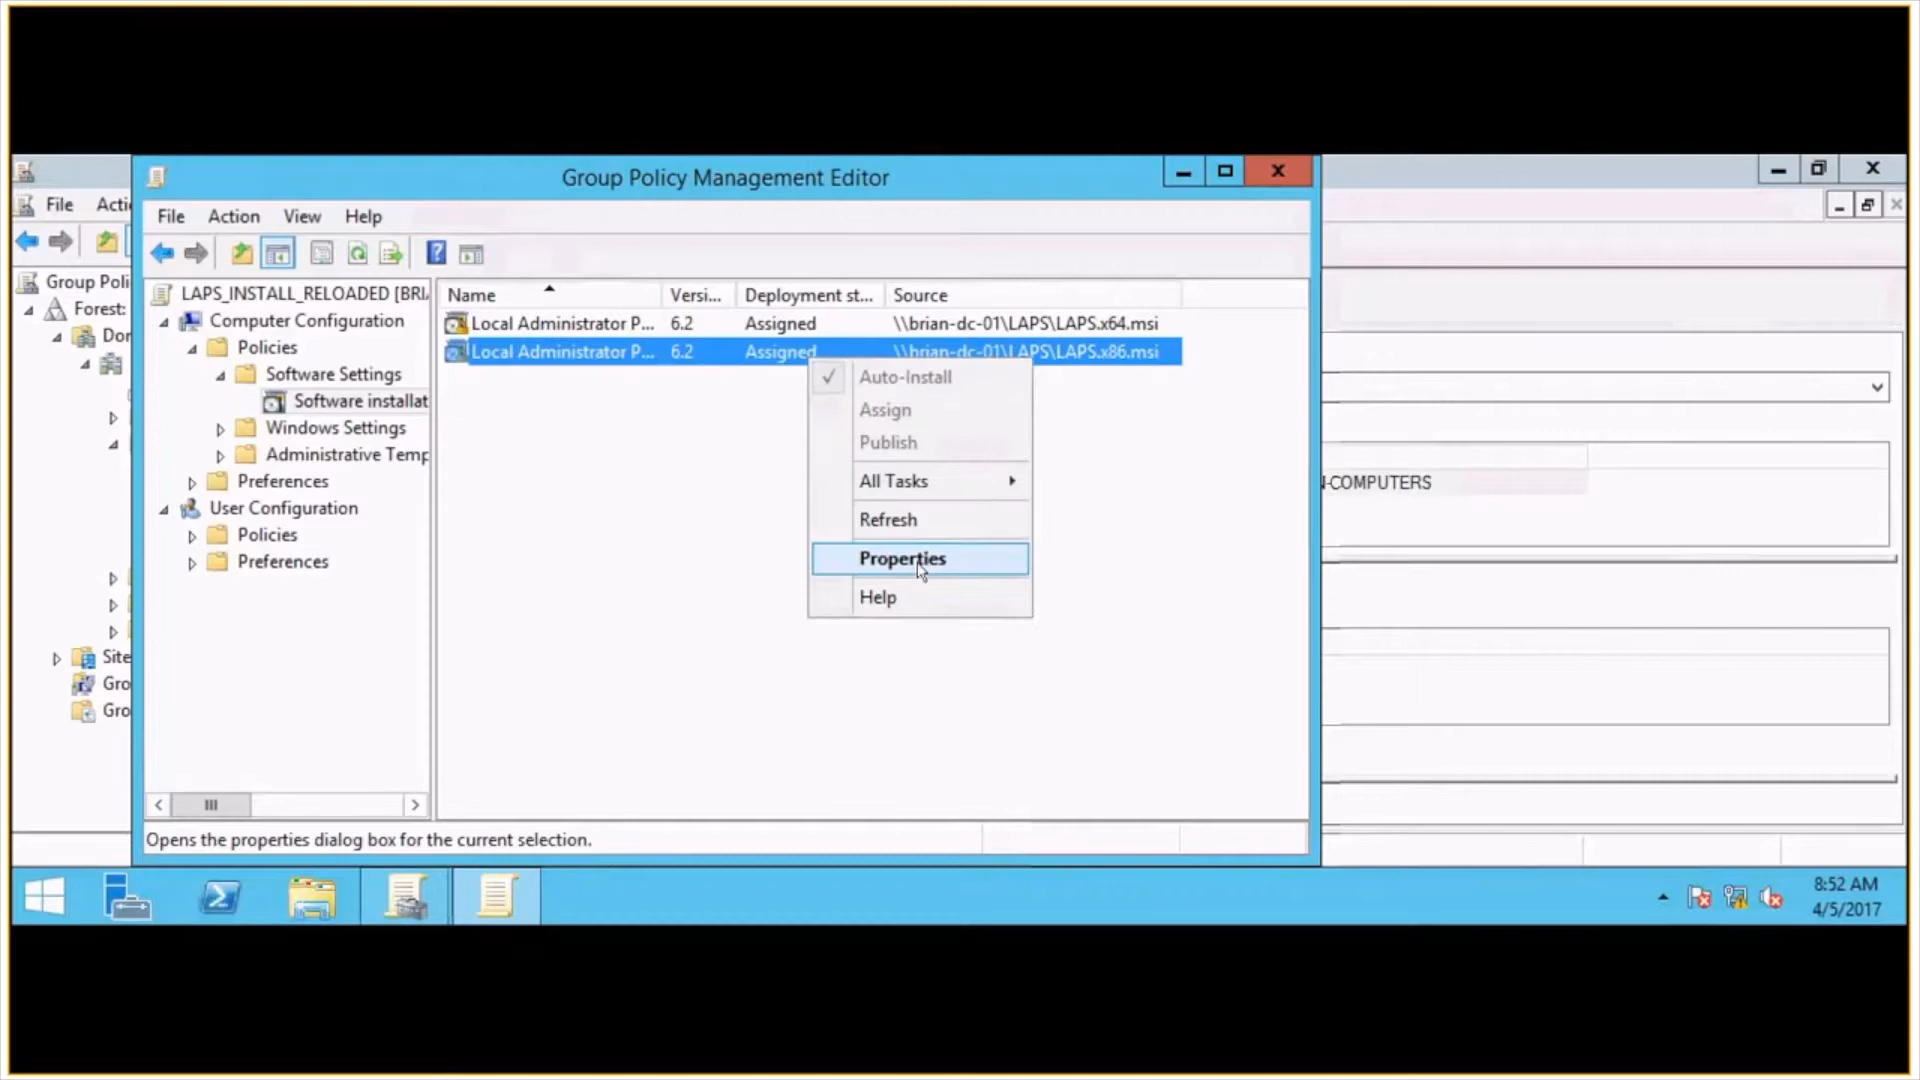 Group Policy Management Editor
File Acti
File Action View Help
Group Poli
Forest:
Dor
Site
Gro
Gro
LAPS_INSTALL_RELOADED [BRI
Computer Configuration
Policies
Software Settings
Software installat
Windows Settings
Administrative Temp
Preferences
User Configuration
Policies
Preferences
Name Versi... Deployment st... Source
Local Administrator P... 6.2 Assigned \\brian-dc-01\LAPS\LAPS.x64.msi
Local Administrator P... 6.2 Assigned \\brian-dc-01\LAPS\LAPS.x86.msi
Auto-Install
Assign
Publish
All Tasks
Refresh
Properties
Help
-COMPUTERS
Opens the properties dialog box for the current selection.
8:52 AM
4/5/2017